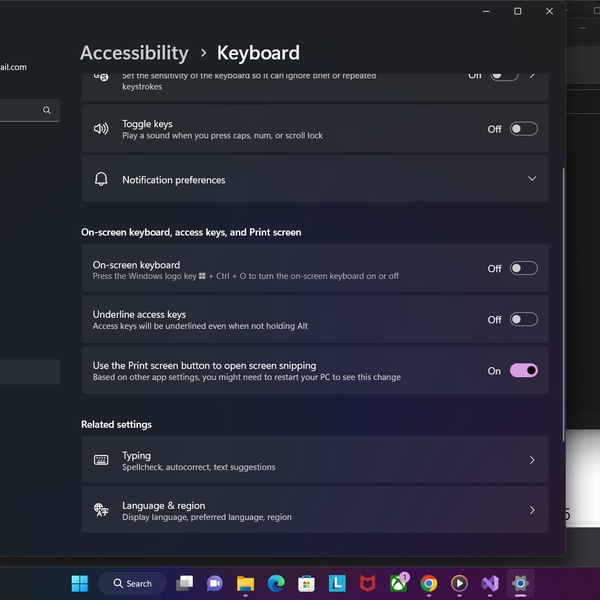 Accessibility > Keyboard
ail.com
Set the sensitivity of the keyboard so it can ignore brief or repeated
keystrokes
Off
Toggle keys
Play a sound when you press caps, num, or scroll lock
Off
Notification preferences
On-screen keyboard, access keys, and Print screen
On-screen keyboard
Press the Windows logo key + Ctrl + O to turn the on-screen keyboard on or off
Off
Underline access keys
Access keys will be underlined even when not holding Alt
Off
Use the Print screen button to open screen snipping
Based on other app settings, you might need to restart your PC to see this change
On
Related settings
Typing
Spellcheck, autocorrect, text suggestions
Language & region
Display language, preferred language, region
5
Search
L
1